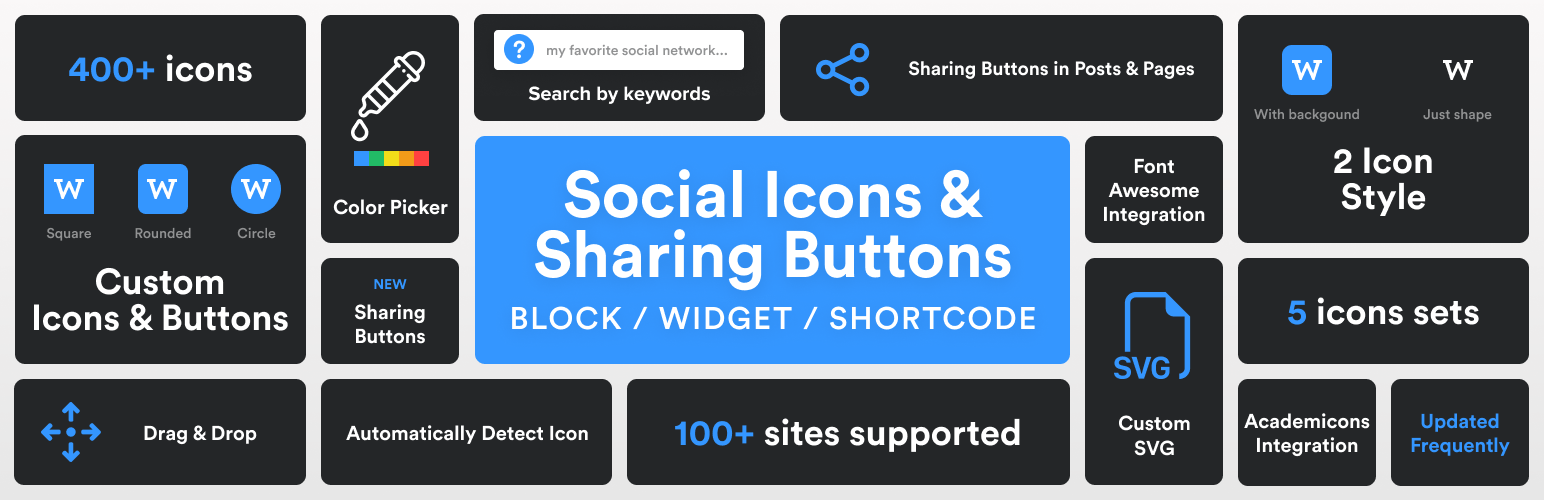 400+ icons
W
W
W
Square
Rounded
Circle
Custom
Icons & Buttons
Drag & Drop
Color Picker
NEW
Sharing
Buttons
Automatically Detect Icon
?
my favorite social network...
Search by keywords
Sharing Buttons in Posts & Pages
Social Icons &
Sharing Buttons
BLOCK / WIDGET / SHORTCODE
100+ sites supported
Font
Awesome
Integration
SVG
Custom
SVG
W
W
With backgound
Just shape
2 Icon
Style
5 icons sets
Academicons
Integration
Updated
Frequently